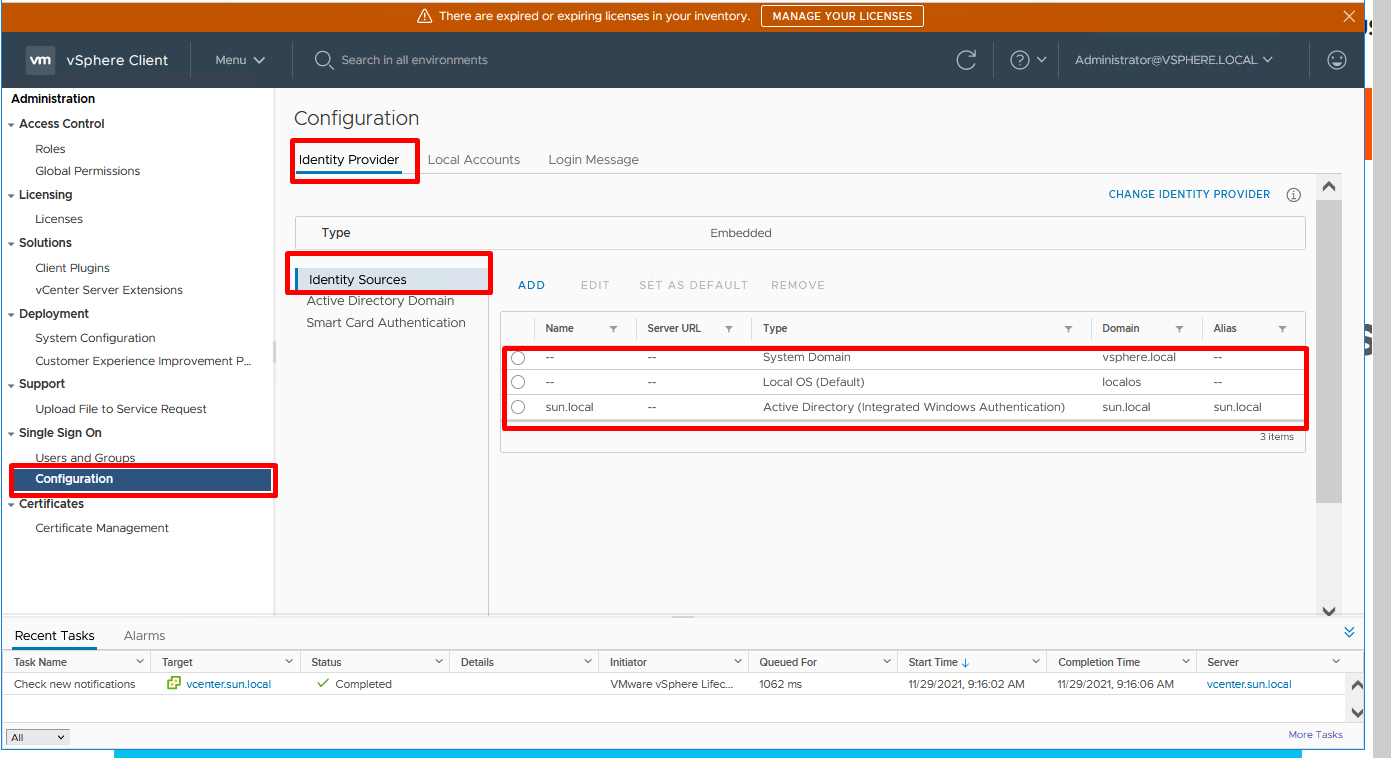 There are expired or expiring licenses in your inventory. MANAGE YOUR LICENSES
vm vSphere Client Menu Search in all environments Administrator@VSPHERE.LOCAL
Administration
Access Control
Roles
Global Permissions
Licensing
Licenses
Solutions
Client Plugins
vCenter Server Extensions
Deployment
System Configuration
Customer Experience Improvement P...
Support
Upload File to Service Request
Single Sign On
Users and Groups
Configuration
Certificates
Certificate Management
Configuration
Identity Provider Local Accounts Login Message
CHANGE IDENTITY PROVIDER
Type Embedded
Identity Sources
Active Directory Domain
Smart Card Authentication
ADD EDIT SET AS DEFAULT REMOVE
Name Server URL Type Domain Alias
-- -- System Domain vsphere.local --
-- -- Local OS (Default) localos --
sun.local -- Active Directory (Integrated Windows Authentication) sun.local sun.local
3 items
Recent Tasks Alarms
Task Name Target Status Details Initiator Queued For Start Time ↓ Completion Time Server
Check new notifications vcenter.sun.local Completed VMware vSphere Lifec... 1062 ms 11/29/2021, 9:16:02 AM 11/29/2021, 9:16:06 AM vcenter.sun.local
All More Tasks